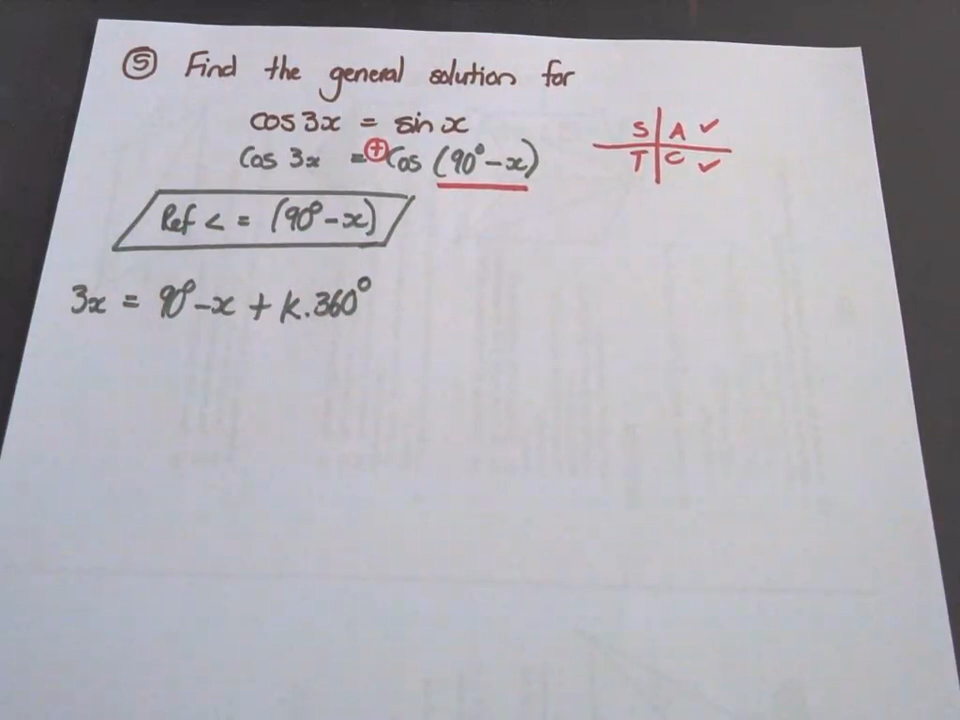 ⑤ Find the general solution for
cos 3x = sin x
Cos 3x = + Cos (90° - x)
S A ✓
T C ✓
Ref < = (90° - x)
3x = 90° - x + k.360°